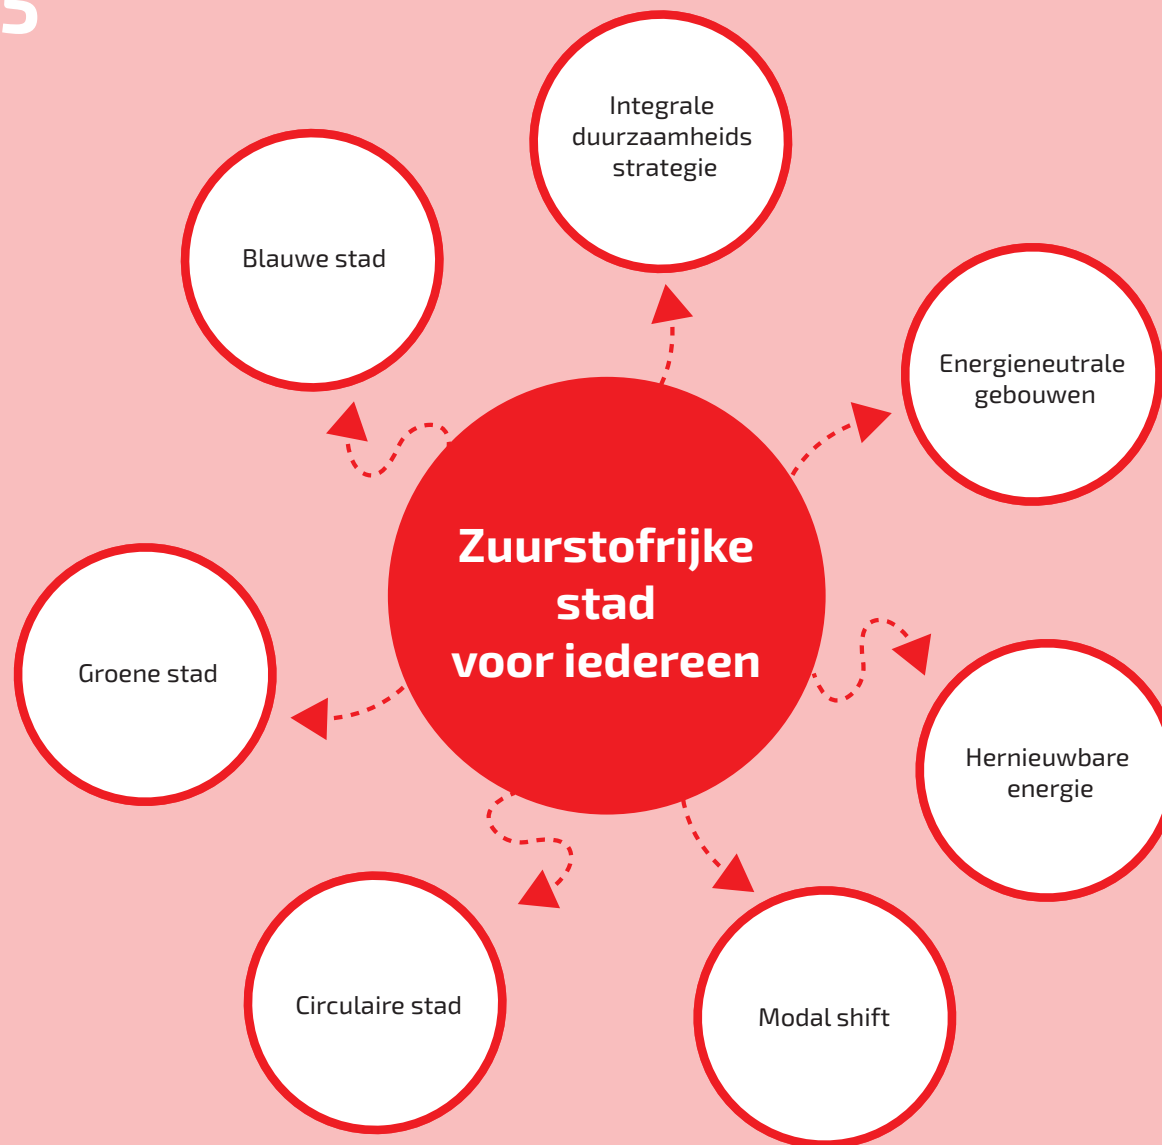 s
Integrale
duurzaamheids
strategie
Blauwe stad
Energieneutrale
gebouwen
Zuurstofrijke
stad
voor iedereen
Groene stad
Hernieuwbare
energie
Circulaire stad
Modal shift